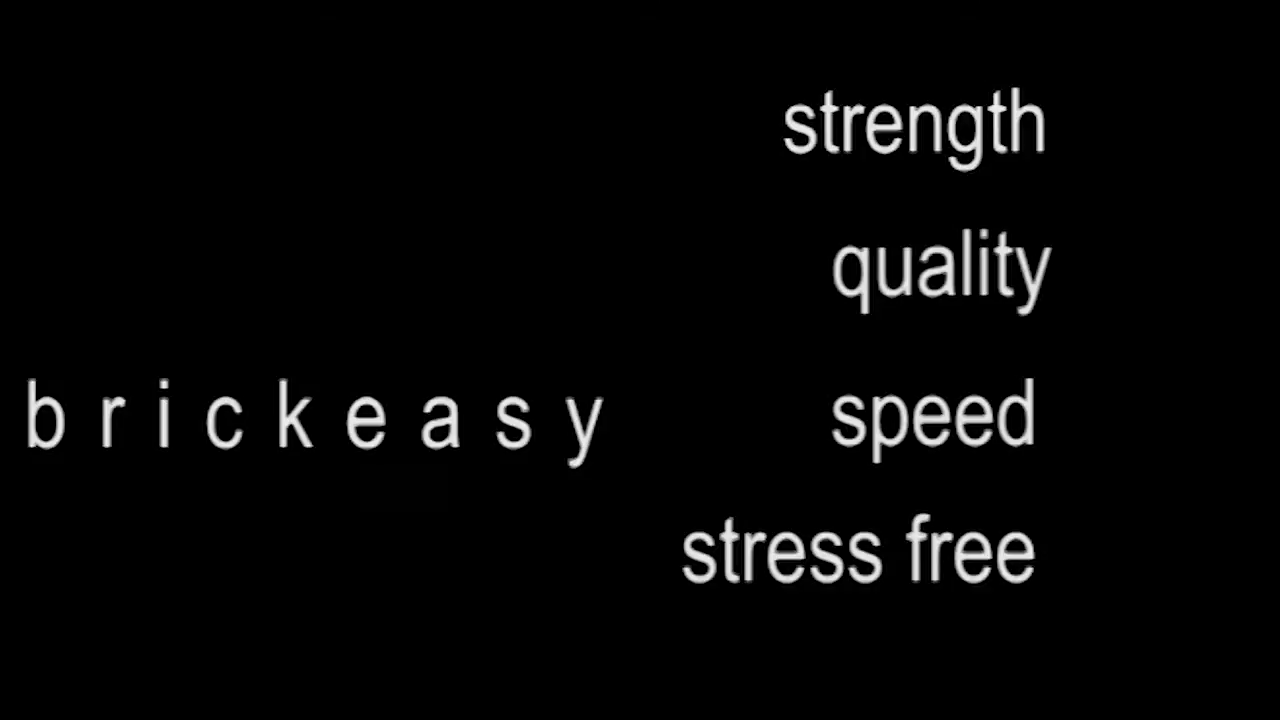 strength
quality
b r i c k e a s y
speed
stress free